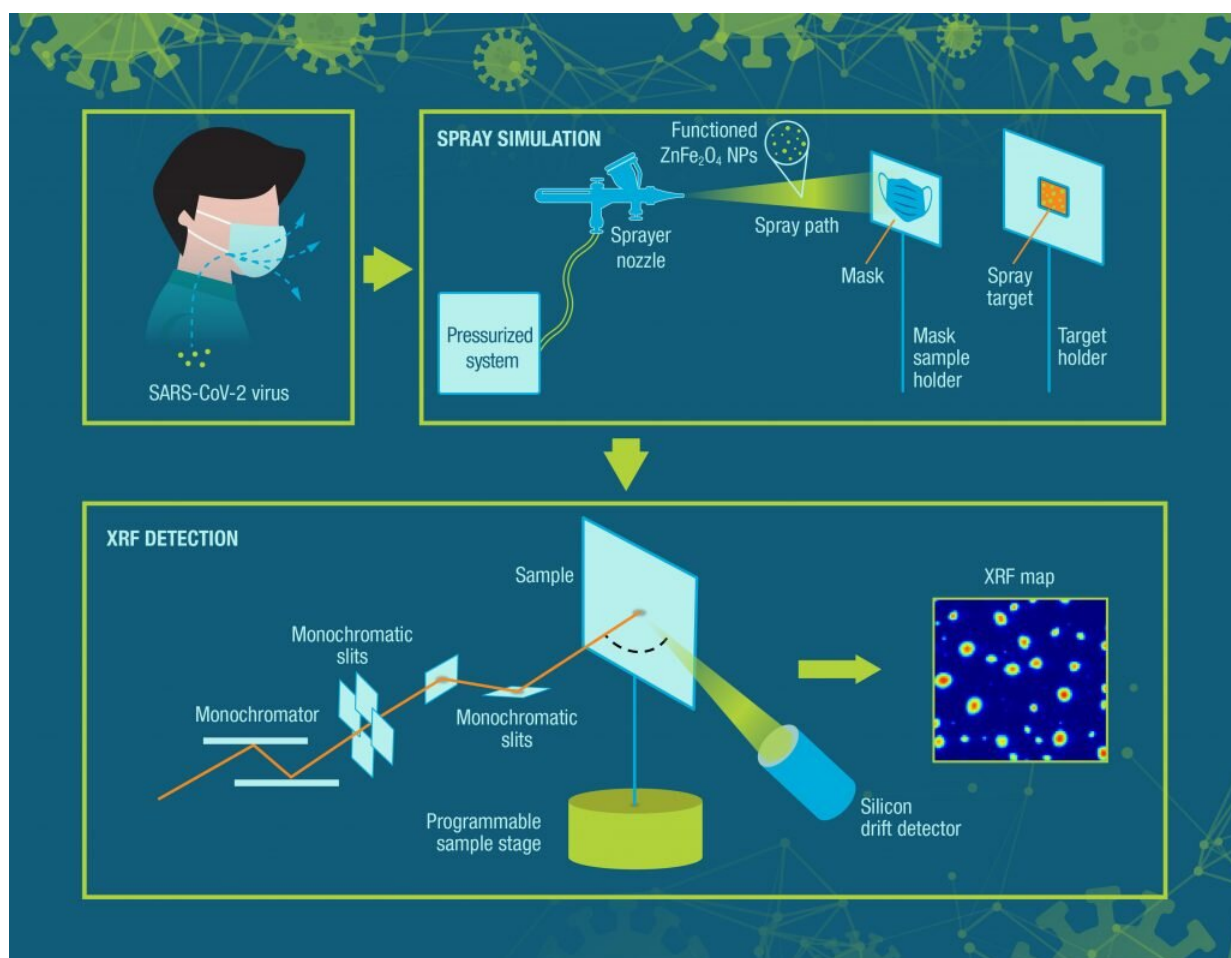 SARS-CoV-2 virus
SPRAY SIMULATION
Functioned
ZnFe₂O₄ NPs
Sprayer
nozzle
Spray path
Mask
Spray
target
Pressurized
system
Mask
sample
holder
Target
holder
XRF DETECTION
Sample
Monochromatic
slits
Monochromator
Monochromatic
slits
Programmable
sample stage
Silicon
drift detector
XRF map